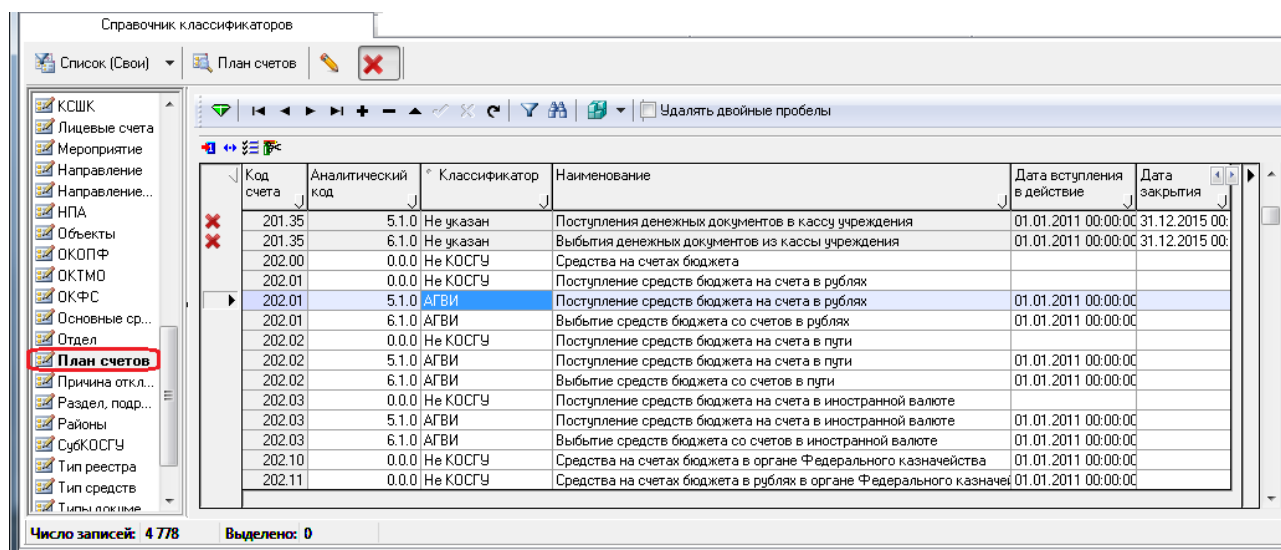 Справочник классификаторов
Список (Свои) План счетов
КСШК
Лицевые счета
Мероприятие
Направление
Направление...
НПА
Объекты
ОКОПФ
ОКТМО
ОКФС
Основные ср...
Отдел
План счетов
Причина откл...
Раздел, подр...
Районы
СубКОСГУ
Тип реестра
Тип средств
Типы докуме
Удалять двойные пробелы
Код счета Аналитический код Классификатор Наименование Дата вступления в действие Дата закрытия
201.35 5.1.0 Не указан Поступления денежных документов в кассу учреждения 01.01.2011 00:00:00 31.12.2015 00:
201.35 6.1.0 Не указан Выбытия денежных документов из кассы учреждения 01.01.2011 00:00:00 31.12.2015 00:
202.00 0.0.0 Не КОСГУ Средства на счетах бюджета
202.01 0.0.0 Не КОСГУ Поступление средств бюджета на счета в рублях
202.01 5.1.0 АГВИ Поступление средств бюджета на счета в рублях 01.01.2011 00:00:00
202.01 6.1.0 АГВИ Выбытие средств бюджета со счетов в рублях 01.01.2011 00:00:00
202.02 0.0.0 Не КОСГУ Поступление средств бюджета на счета в пути
202.02 5.1.0 АГВИ Поступление средств бюджета на счета в пути 01.01.2011 00:00:00
202.02 6.1.0 АГВИ Выбытие средств бюджета со счетов в пути 01.01.2011 00:00:00
202.03 0.0.0 Не КОСГУ Поступление средств бюджета на счета в иностранной валюте
202.03 5.1.0 АГВИ Поступление средств бюджета на счета в иностранной валюте 01.01.2011 00:00:00
202.03 6.1.0 АГВИ Выбытие средств бюджета со счетов в иностранной валюте 01.01.2011 00:00:00
202.10 0.0.0 Не КОСГУ Средства на счетах бюджета в органе Федерального казначейства 01.01.2011 00:00:00
202.11 0.0.0 Не КОСГУ Средства на счетах бюджета в рублях в органе Федерального казначе 01.01.2011 00:00:00
Число записей: 4 778 Выделено: 0